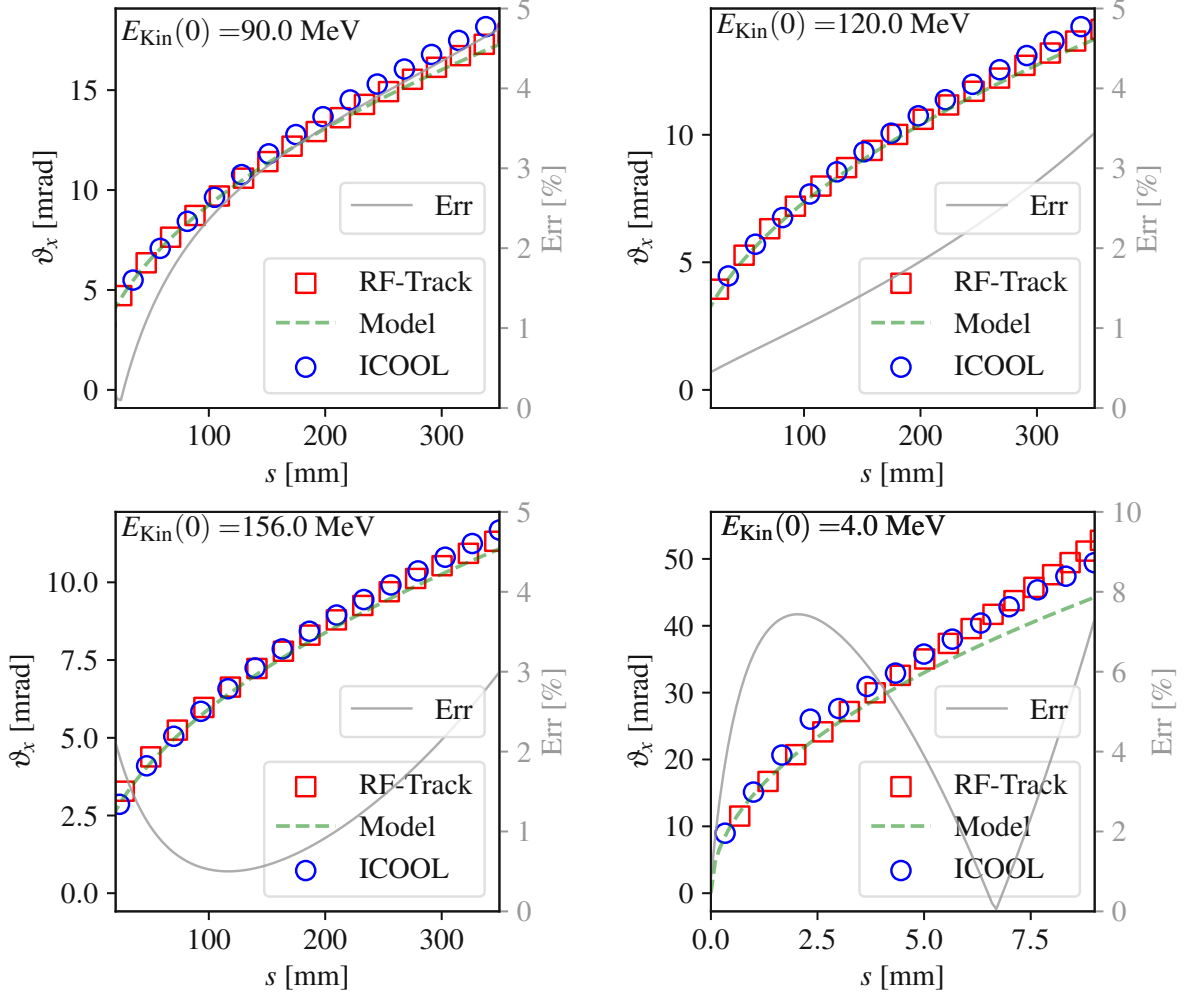 E_Kin(0) =90.0 MeV
ϑ_x [mrad]
0
5
10
15
Err
RF-Track
Model
ICOOL
Err [%]
0
1
2
3
4
5
100
200
300
s [mm]
E_Kin(0) =120.0 MeV
ϑ_x [mrad]
0
5
10
Err
RF-Track
Model
ICOOL
Err [%]
0
1
2
3
4
5
100
200
300
s [mm]
E_Kin(0) =156.0 MeV
ϑ_x [mrad]
0.0
2.5
5.0
7.5
10.0
Err
RF-Track
Model
ICOOL
Err [%]
0
1
2
3
4
5
100
200
300
s [mm]
E_Kin(0) =4.0 MeV
ϑ_x [mrad]
0
10
20
30
40
50
Err
RF-Track
Model
ICOOL
Err [%]
0
2
4
6
8
10
0.0
2.5
5.0
7.5
s [mm]